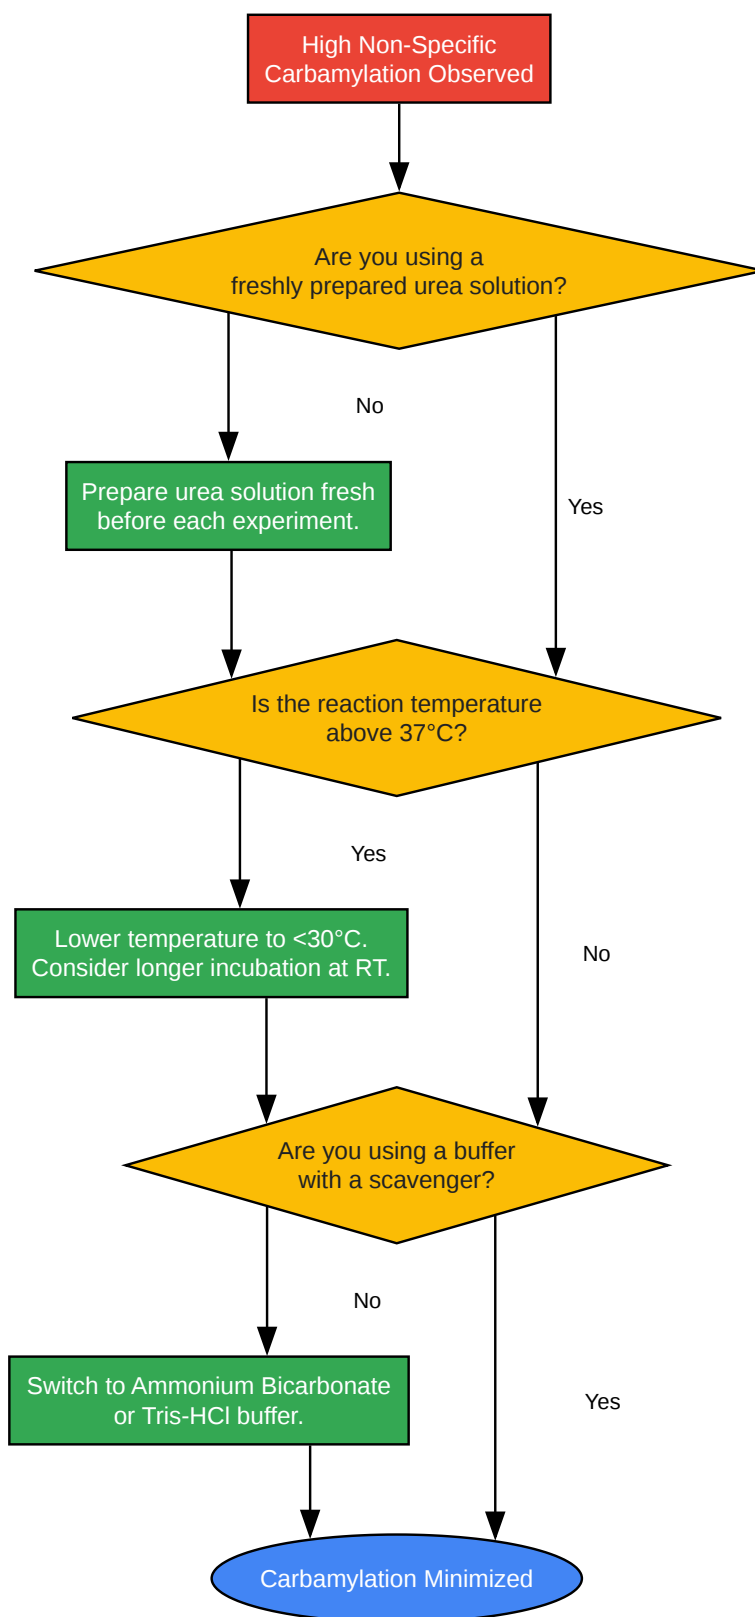 High Non-Specific
Carbamylation Observed
Are you using a
freshly prepared urea solution?
No
Prepare urea solution fresh
before each experiment.
Yes
Is the reaction temperature
above 37°C?
Yes
Lower temperature to <30°C.
Consider longer incubation at RT.
No
Are you using a buffer
with a scavenger?
No
Switch to Ammonium Bicarbonate
or Tris-HCl buffer.
Yes
Carbamylation Minimized